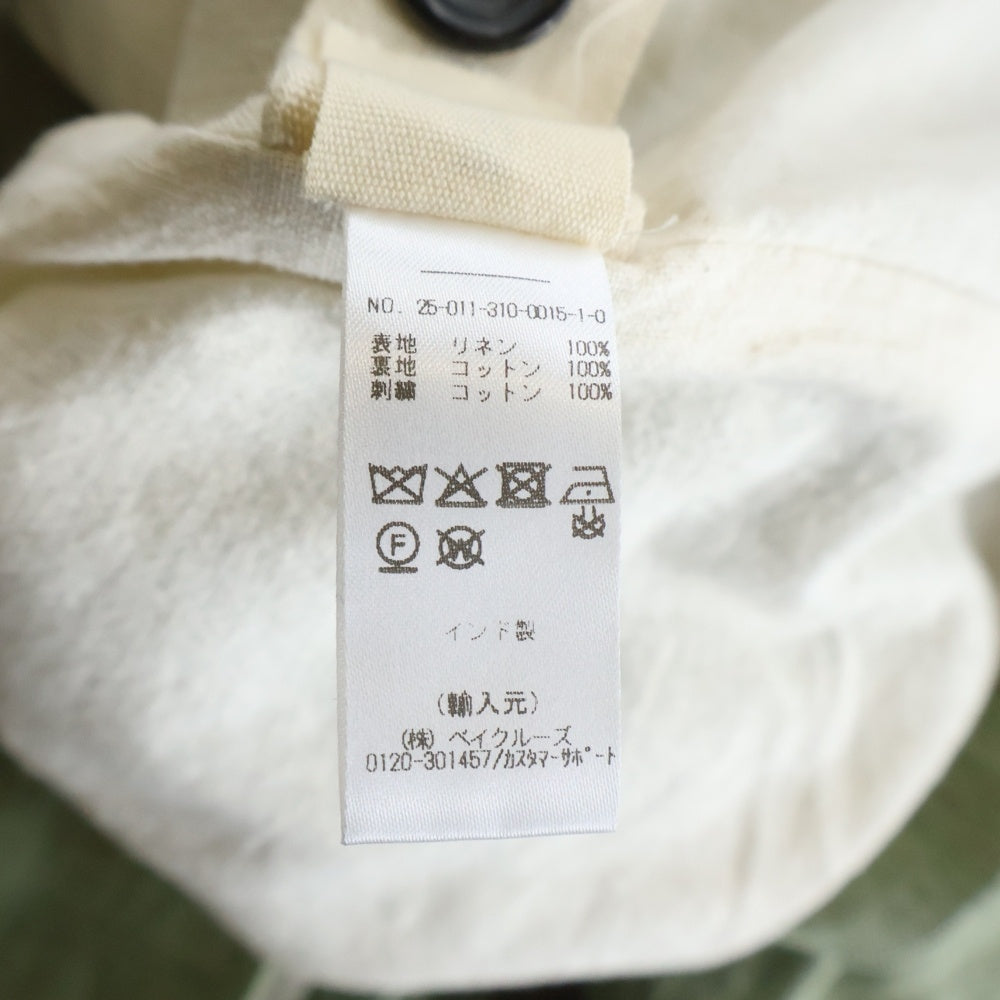 NO. 25-011-310-0015-1-0
表地 リネン 100%
裏地 コットン 100%
刺繍 コットン 100%
F
W
インド製
(輸入元)
(株) ベイクルーズ
0120-301457/カスタマーサポート